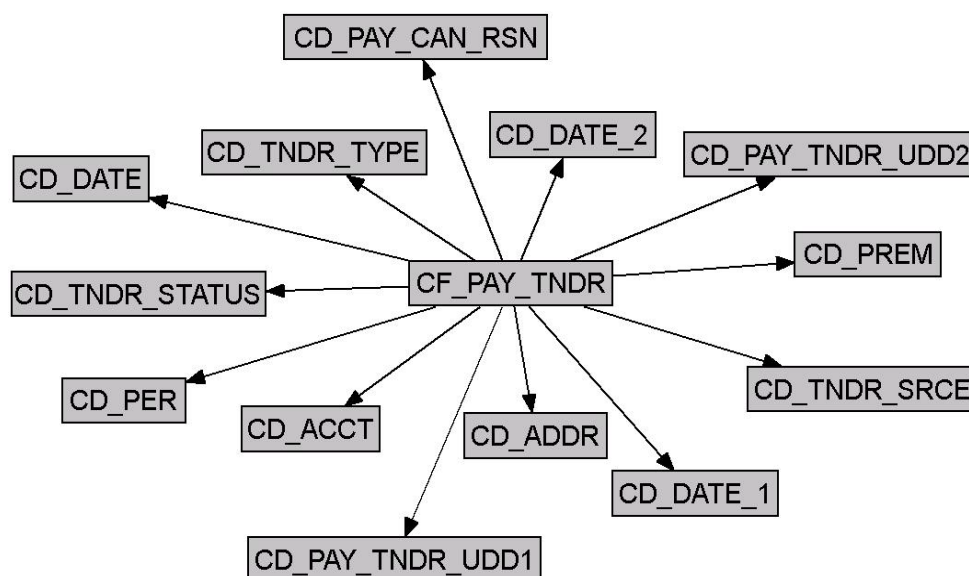 CD_PAY_CAN_RSN
CD_DATE_2
CD_TNDR_TYPE
CD_PAY_TNDR_UDD2
CD_DATE
CD_PREM
CF_PAY_TNDR
CD_TNDR_STATUS
CD_TNDR_SRCE
CD_PER
CD_ACCT
CD_ADDR
CD_DATE_1
CD_PAY_TNDR_UDD1